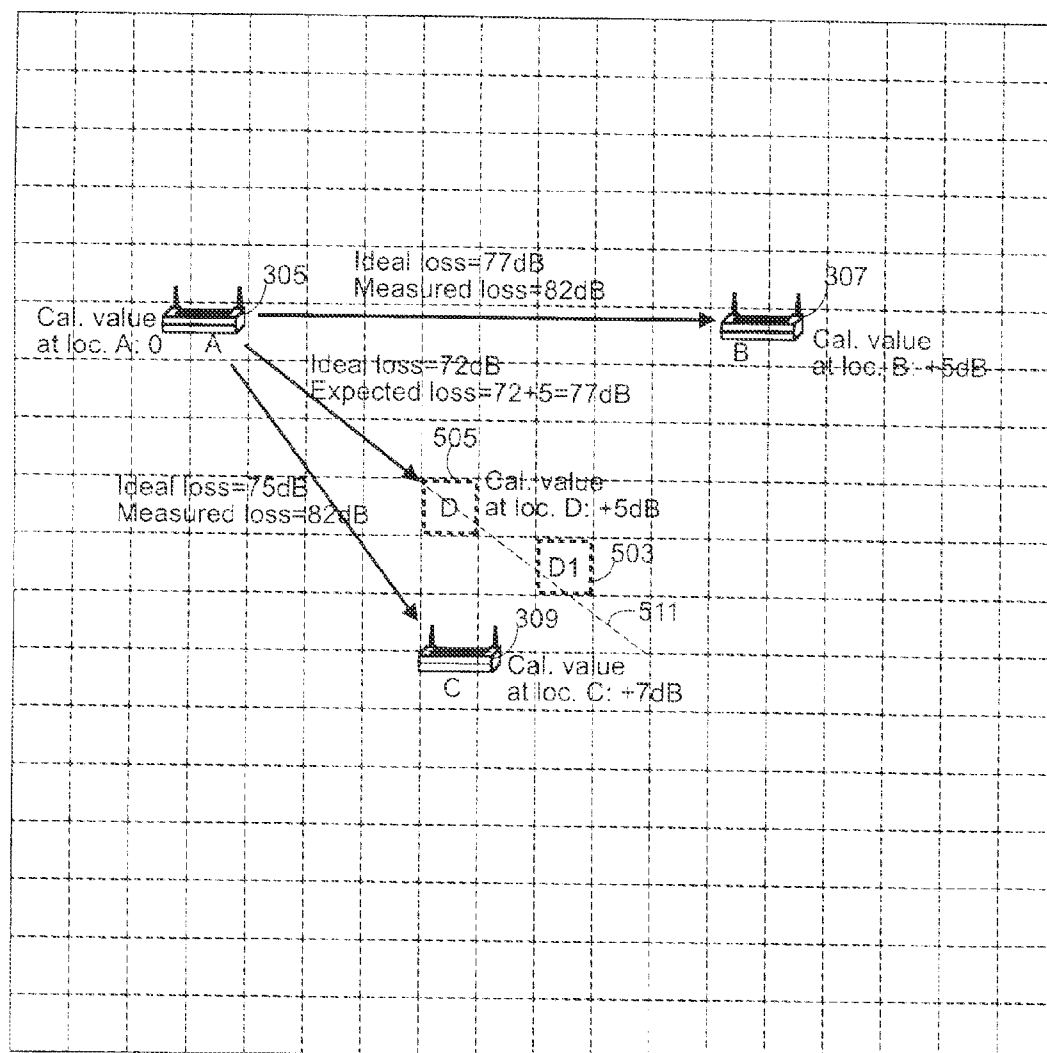 Ideal loss=77dB
Measured loss=82dB
305
307
Cal. value
at loc. A: 0
A
B
Cal. value
at loc. B: +5dB
Ideal loss=72dB
Expected loss=72+5=77dB
505
Ideal loss=75dB
Measured loss=82dB
D
Cal. value
at loc. D: +5dB
D1
503
511
309
C
Cal. value
at loc. C: +7dB